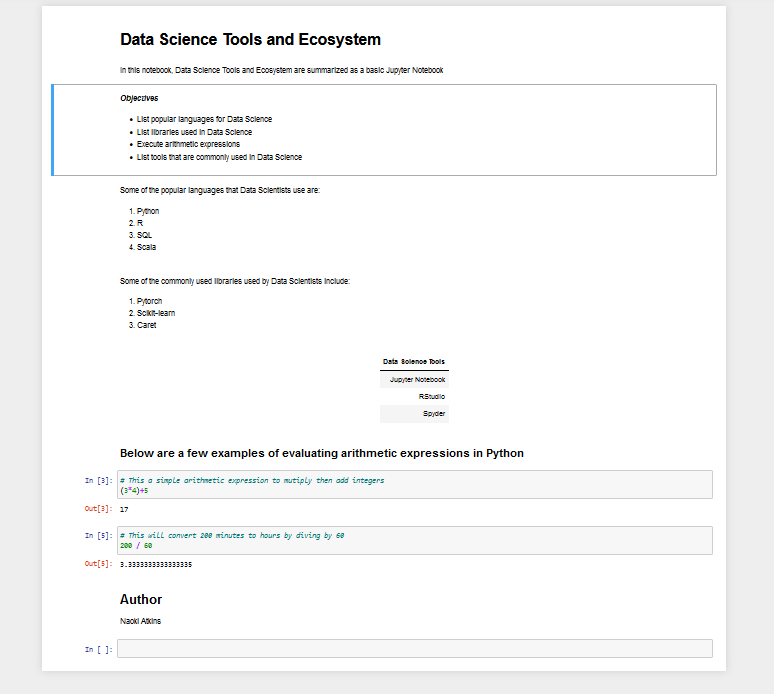 Data Science Tools and Ecosystem
In this notebook, Data Science Tools and Ecosystem are summarized as a basic Jupyter Notebook
Objectives
• List popular languages for Data Science
• List libraries used in Data Science
• Execute arithmetic expressions
• List tools that are commonly used in Data Science
Some of the popular languages that Data Scientists use are:
1. Python
2. R
3. SQL
4. Scala
Some of the commonly used libraries used by Data Scientists include:
1. Pytorch
2. Scikit-learn
3. Caret
Data Science Tools
Jupyter Notebook
RStudio
Spyder
Below are a few examples of evaluating arithmetic expressions in Python
In [3]: # This a simple arithmetic expression to mutiply then add integers
(3*4)+5
Out[3]: 17
In [5]: # This will convert 200 minutes to hours by diving by 60
200 / 60
Out[5]: 3.3333333333333335
Author
Naoki Atkins
In [ ]: